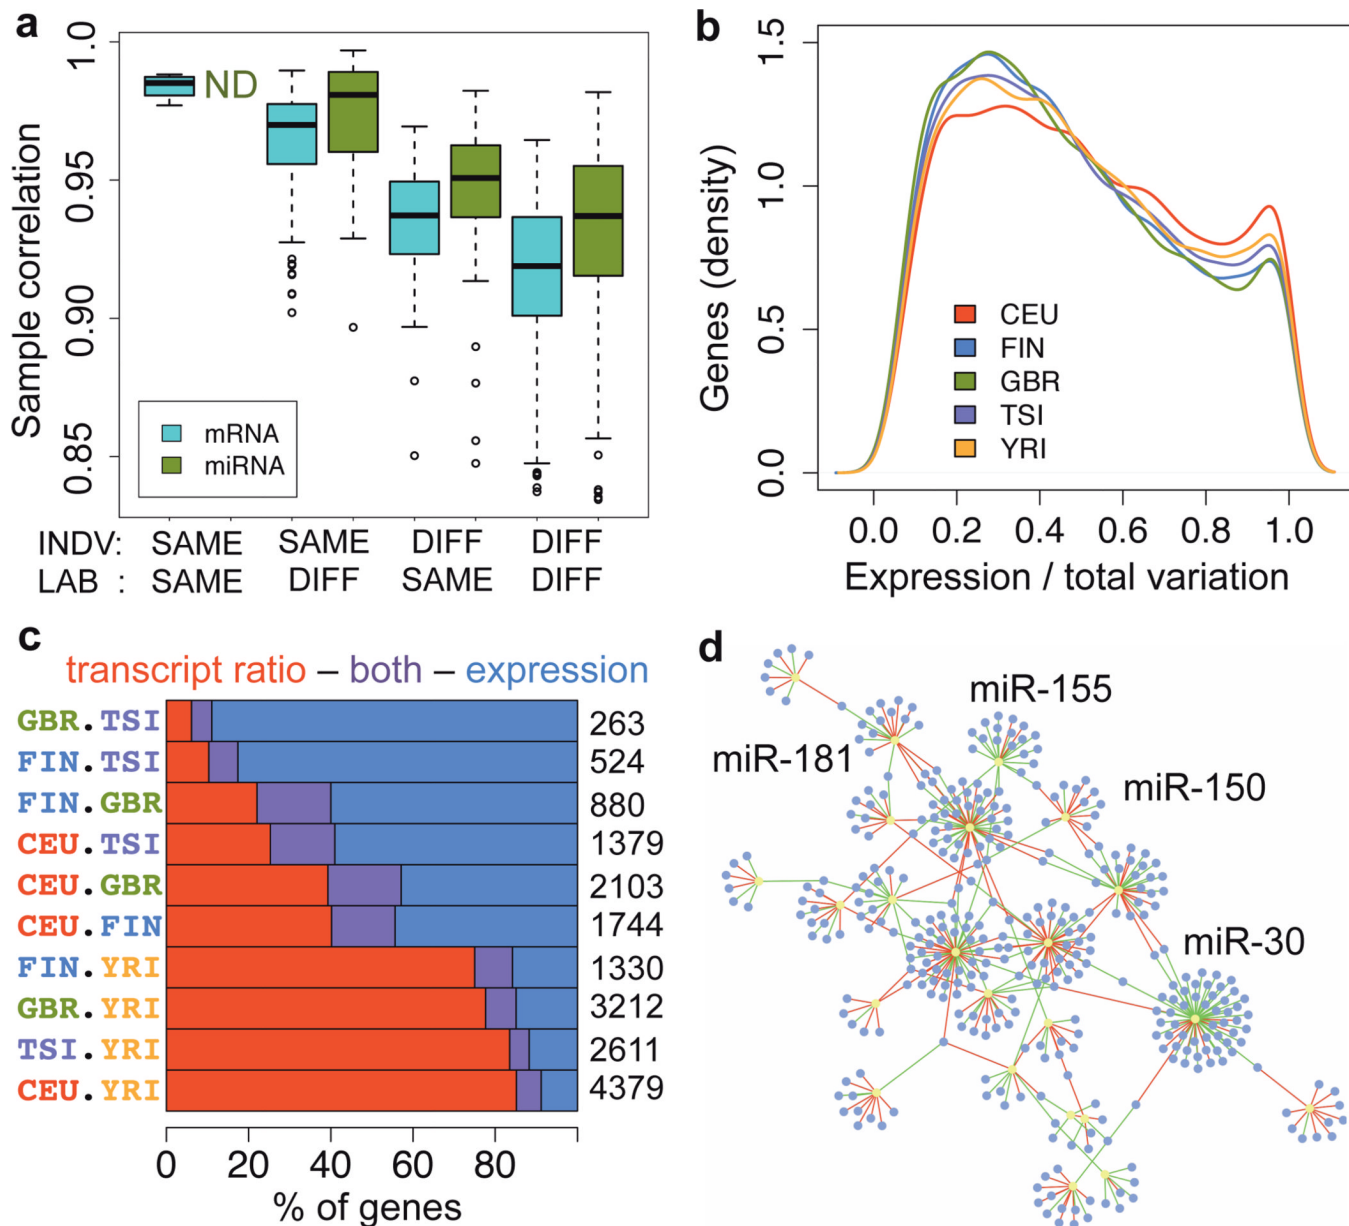 a
1.0
0.95
0.90
0.85
Sample correlation
ND
mRNA
miRNA
INDV: SAME SAME DIFF DIFF
LAB : SAME DIFF SAME DIFF
b
1.5
1.0
0.5
0.0
Genes (density)
CEU
FIN
GBR
TSI
YRI
0.0 0.2 0.4 0.6 0.8 1.0
Expression / total variation
c
transcript ratio – both – expression
GBR.TSI 263
FIN.TSI 524
FIN.GBR 880
CEU.TSI 1379
CEU.GBR 2103
CEU.FIN 1744
FIN.YRI 1330
GBR.YRI 3212
TSI.YRI 2611
CEU.YRI 4379
0 20 40 60 80
% of genes
d
miR-155
miR-181
miR-150
miR-30